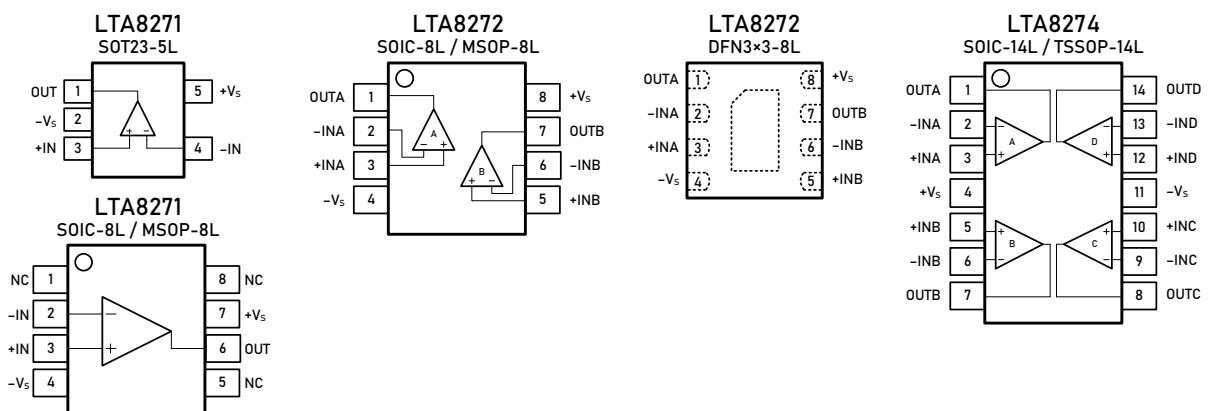 LTA8271
SOT23-5L
OUT 1 5 +Vs
−Vs 2
+IN 3 4 −IN
+ −
LTA8271
SOIC-8L / MSOP-8L
NC 1 8 NC
−IN 2 − 7 +Vs
+IN 3 + 6 OUT
−Vs 4 5 NC
LTA8272
SOIC-8L / MSOP-8L
OUTA 1 8 +Vs
−INA 2 A 7 OUTB
− +
+INA 3 B 6 −INB
+ −
−Vs 4 5 +INB
LTA8272
DFN3×3-8L
OUTA 1 8 +Vs
−INA 2 7 OUTB
+INA 3 6 −INB
−Vs 4 5 +INB
LTA8274
SOIC-14L / TSSOP-14L
OUTA 1 14 OUTD
−INA 2 − − 13 −IND
A D
+INA 3 + + 12 +IND
+Vs 4 11 −Vs
+INB 5 + + 10 +INC
B C
−INB 6 − − 9 −INC
OUTB 7 8 OUTC